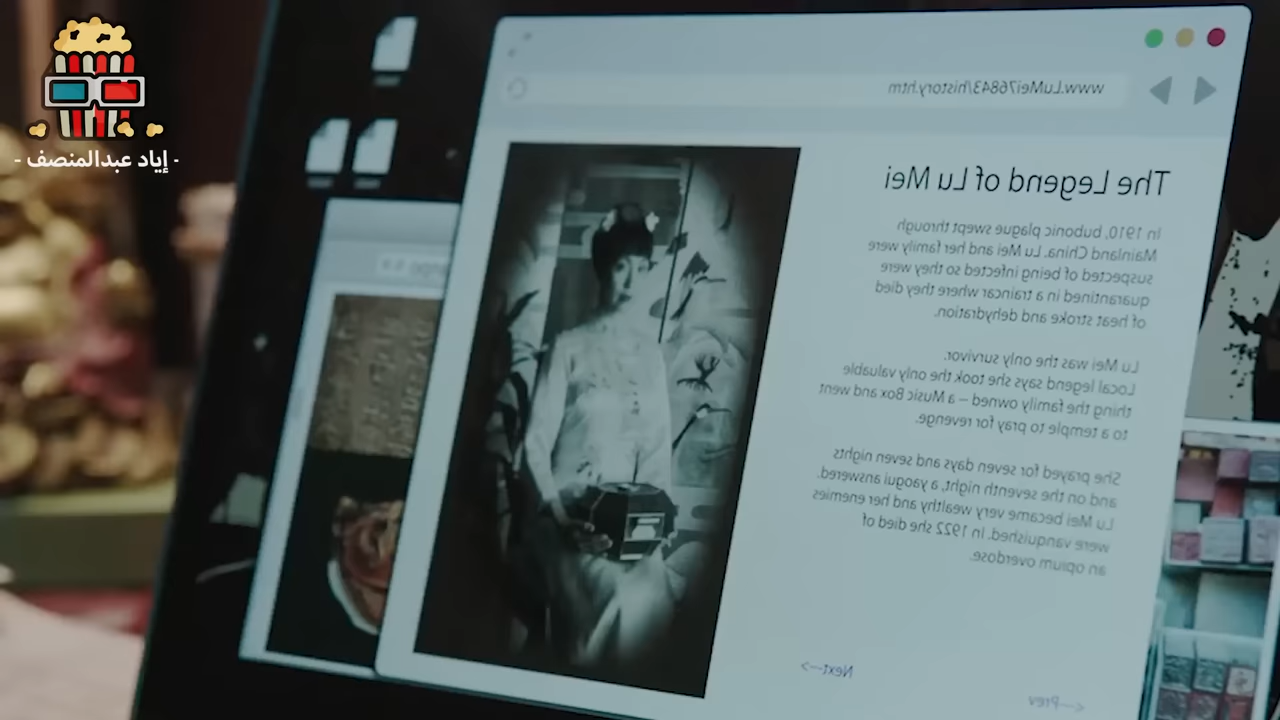 - إياد عبدالمنصف -
www.LuMei76843/history.htm
The Legend of Lu Mei
In 1910, bubonic plague swept through
Mainland China. Lu Mei and her family were
suspected of being infected so they were
quarantined in a traincar where they died
of heat stroke and dehydration.
Lu Mei was the only survivor.
Local legend says she took the only valuable
thing the family owned – a Music Box and went
to a temple to pray for revenge.
She prayed for seven days and seven nights
and on the seventh night, a yaogui answered.
Lu Mei became very wealthy and her enemies
were vanquished. In 1922 she died of
an opium overdose.
<--Prev
Next-->